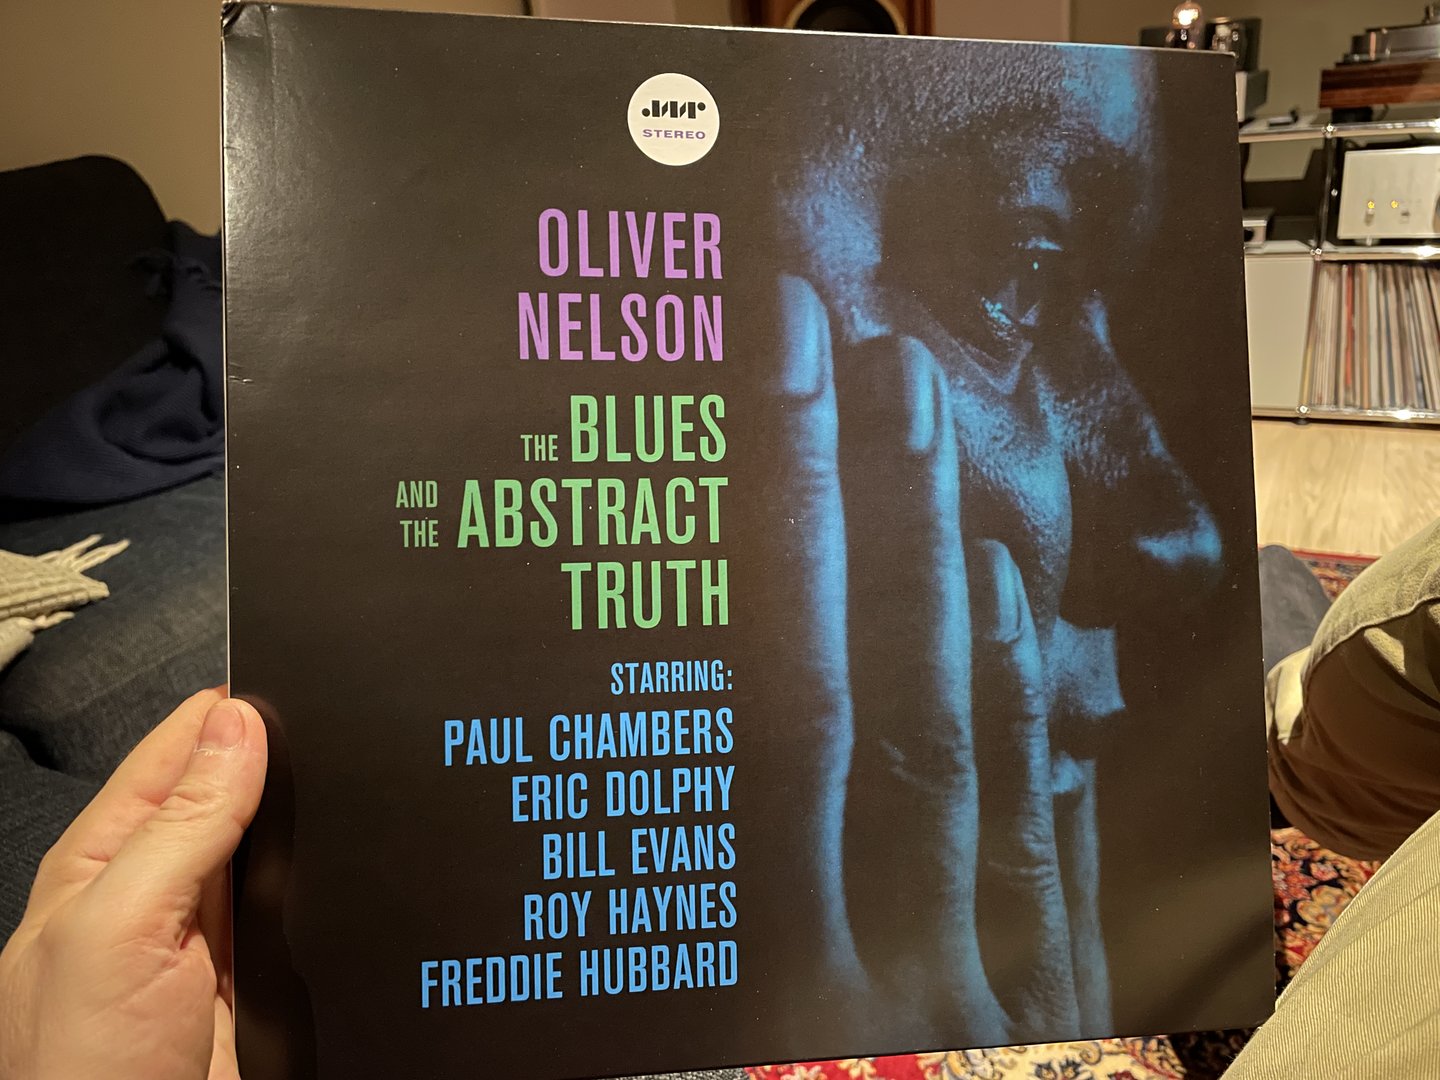 JWR
STEREO
OLIVER
NELSON
THE BLUES
AND THE ABSTRACT
TRUTH
STARRING:
PAUL CHAMBERS
ERIC DOLPHY
BILL EVANS
ROY HAYNES
FREDDIE HUBBARD